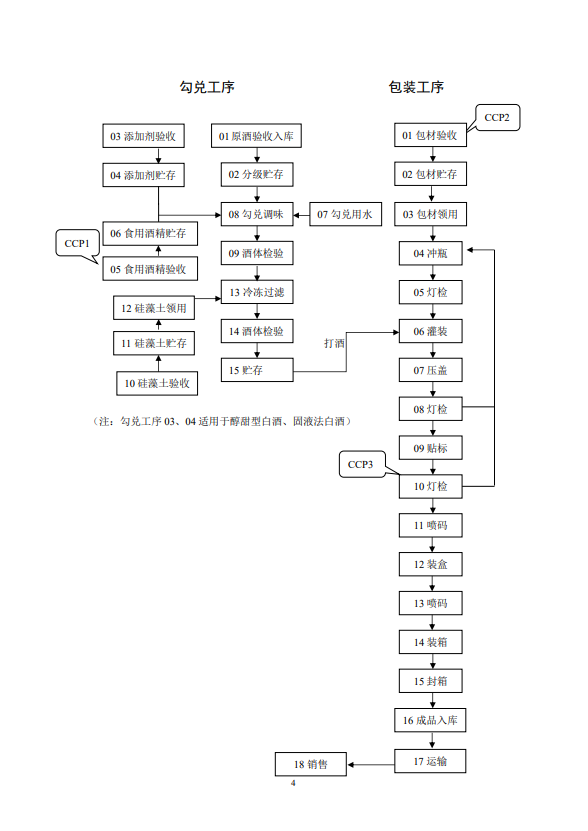 勾兑工序
包装工序
CCP2
03 添加剂验收
01原酒验收入库
01 包材验收
04 添加剂贮存
02 分级贮存
02 包材贮存
08 勾兑调味
07 勾兑用水
03 包材领用
06 食用酒精贮存
CCP1
09 酒体检验
04 冲瓶
05 食用酒精验收
13 冷冻过滤
05 灯检
12 硅藻土领用
14 酒体检验
06 灌装
11 硅藻土贮存
打酒
15 贮存
07 压盖
10 硅藻土验收
08 灯检
（注：勾兑工序 03、04 适用于醇甜型白酒、固液法白酒）
09 贴标
CCP3
10 灯检
11 喷码
12 装盒
13 喷码
14 装箱
15 封箱
16 成品入库
17 运输
18 销售
4